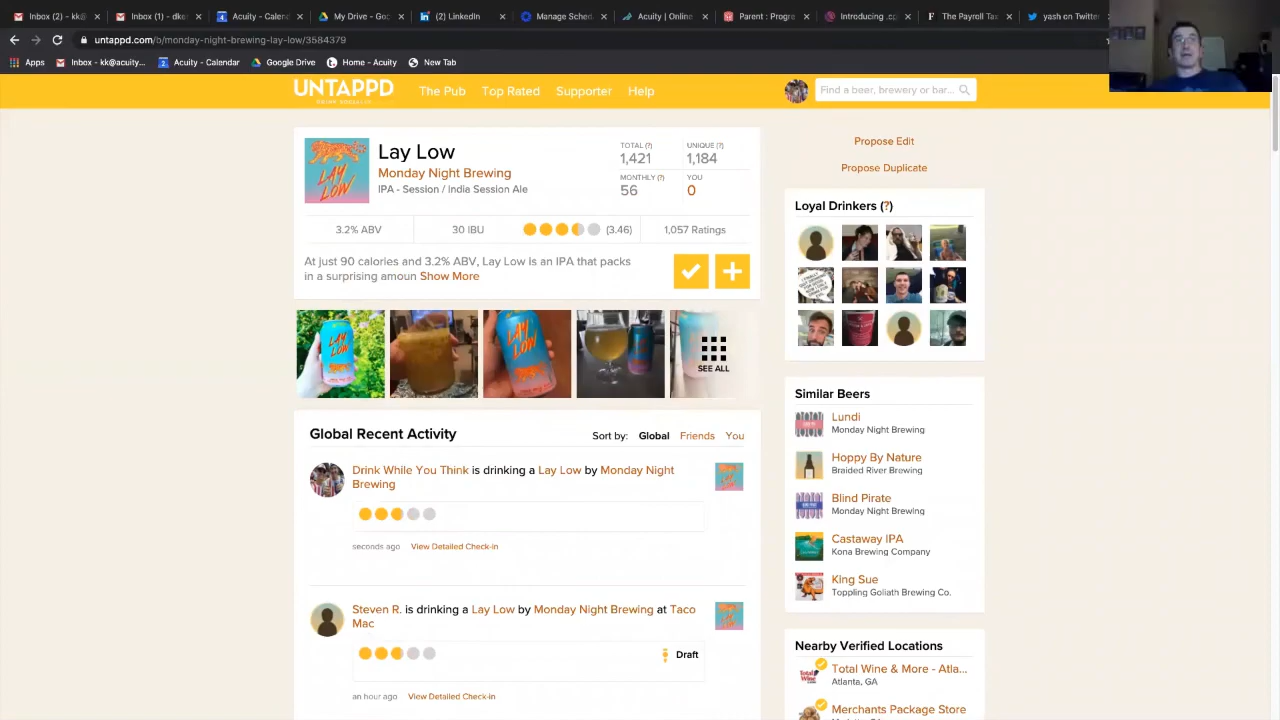 Inbox (2) - kk@
Inbox (1) - dker
Acuity - Calend
My Drive - Goo
(2) LinkedIn
Manage Sched
Acuity | Online
Parent : Progre
Introducing .cp
The Payroll Tax
yash on Twitter
untappd.com/b/monday-night-brewing-lay-low/3584379
Apps
Inbox - kk@acuity...
Acuity - Calendar
Google Drive
Home - Acuity
New Tab
UNTAPPD
DRINK SOCIALLY
The Pub
Top Rated
Supporter
Help
Find a beer, brewery or bar...
Lay Low
Monday Night Brewing
IPA - Session / India Session Ale
TOTAL (?)
1,421
UNIQUE (?)
1,184
MONTHLY (?)
56
YOU
0
3.2% ABV
30 IBU
(3.46)
1,057 Ratings
At just 90 calories and 3.2% ABV, Lay Low is an IPA that packs
in a surprising amoun Show More
LAY
LOW
SEE ALL
Global Recent Activity
Sort by: Global Friends You
Drink While You Think is drinking a Lay Low by Monday Night
Brewing
seconds ago View Detailed Check-in
Steven R. is drinking a Lay Low by Monday Night Brewing at Taco
Mac
Draft
an hour ago View Detailed Check-in
Propose Edit
Propose Duplicate
Loyal Drinkers (?)
Similar Beers
Lundi
Monday Night Brewing
Hoppy By Nature
Braided River Brewing
Blind Pirate
Monday Night Brewing
Castaway IPA
Kona Brewing Company
King Sue
Toppling Goliath Brewing Co.
Nearby Verified Locations
Total Wine & More - Atla...
Atlanta, GA
Merchants Package Store